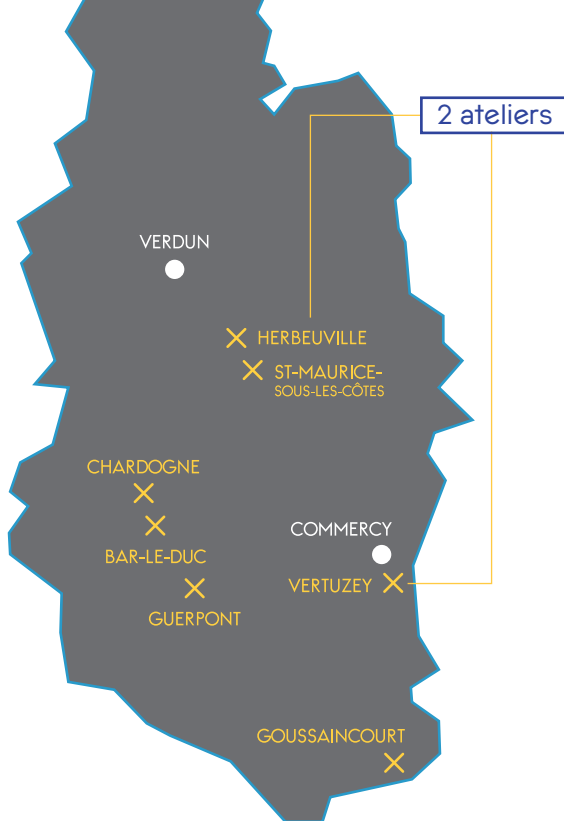 2 ateliers
VERDUN
HERBEUVILLE
ST-MAURICE-
SOUS-LES-CÔTES
CHARDOGNE
BAR-LE-DUC
COMMERCY
VERTUZEY
GUERPONT
GOUSSAINCOURT